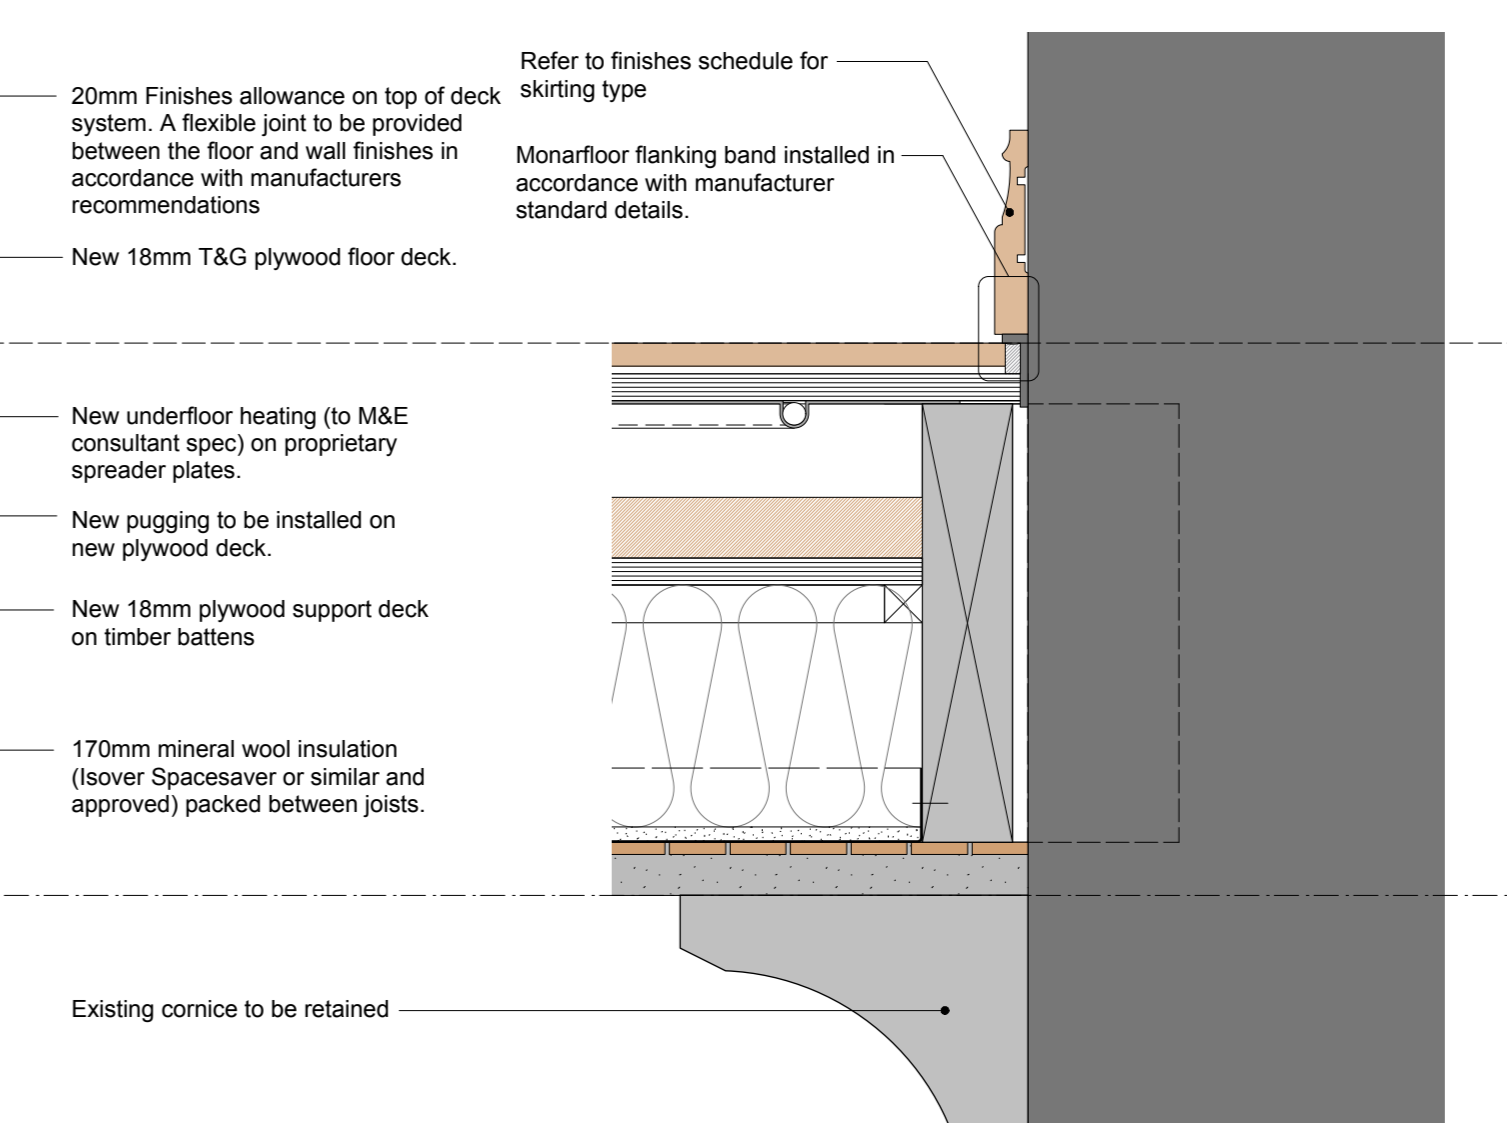 Refer to finishes schedule for
skirting type
20mm Finishes allowance on top of deck
system. A flexible joint to be provided
between the floor and wall finishes in
accordance with manufacturers
recommendations
Monarfloor flanking band installed in
accordance with manufacturer
standard details.
New 18mm T&G plywood floor deck.
New underfloor heating (to M&E
consultant spec) on proprietary
spreader plates.
New pugging to be installed on
new plywood deck.
New 18mm plywood support deck
on timber battens
170mm mineral wool insulation
(Isover Spacesaver or similar and
approved) packed between joists.
Existing cornice to be retained